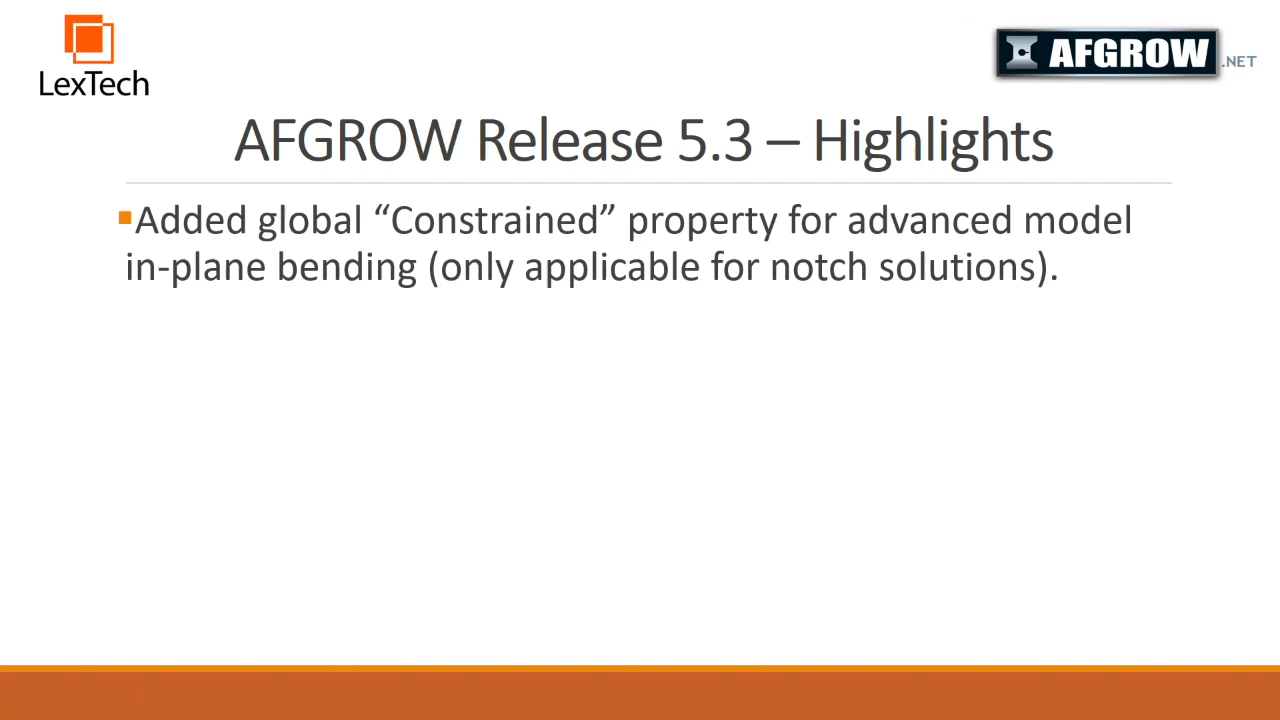 LexTech
AFGROW.NET
AFGROW Release 5.3 – Highlights
Added global “Constrained” property for advanced model
in-plane bending (only applicable for notch solutions).